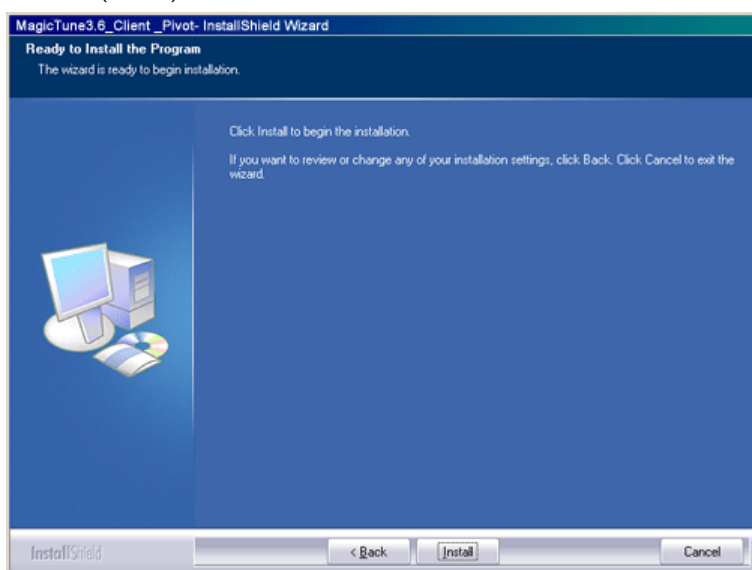 MagicTune3.6_Client _Pivot- InstallShield Wizard
Ready to Install the Program
The wizard is ready to begin installation.
Click Install to begin the installation.
If you want to review or change any of your installation settings, click Back. Click Cancel to exit the
wizard.
InstallShield
< Back
Install
Cancel